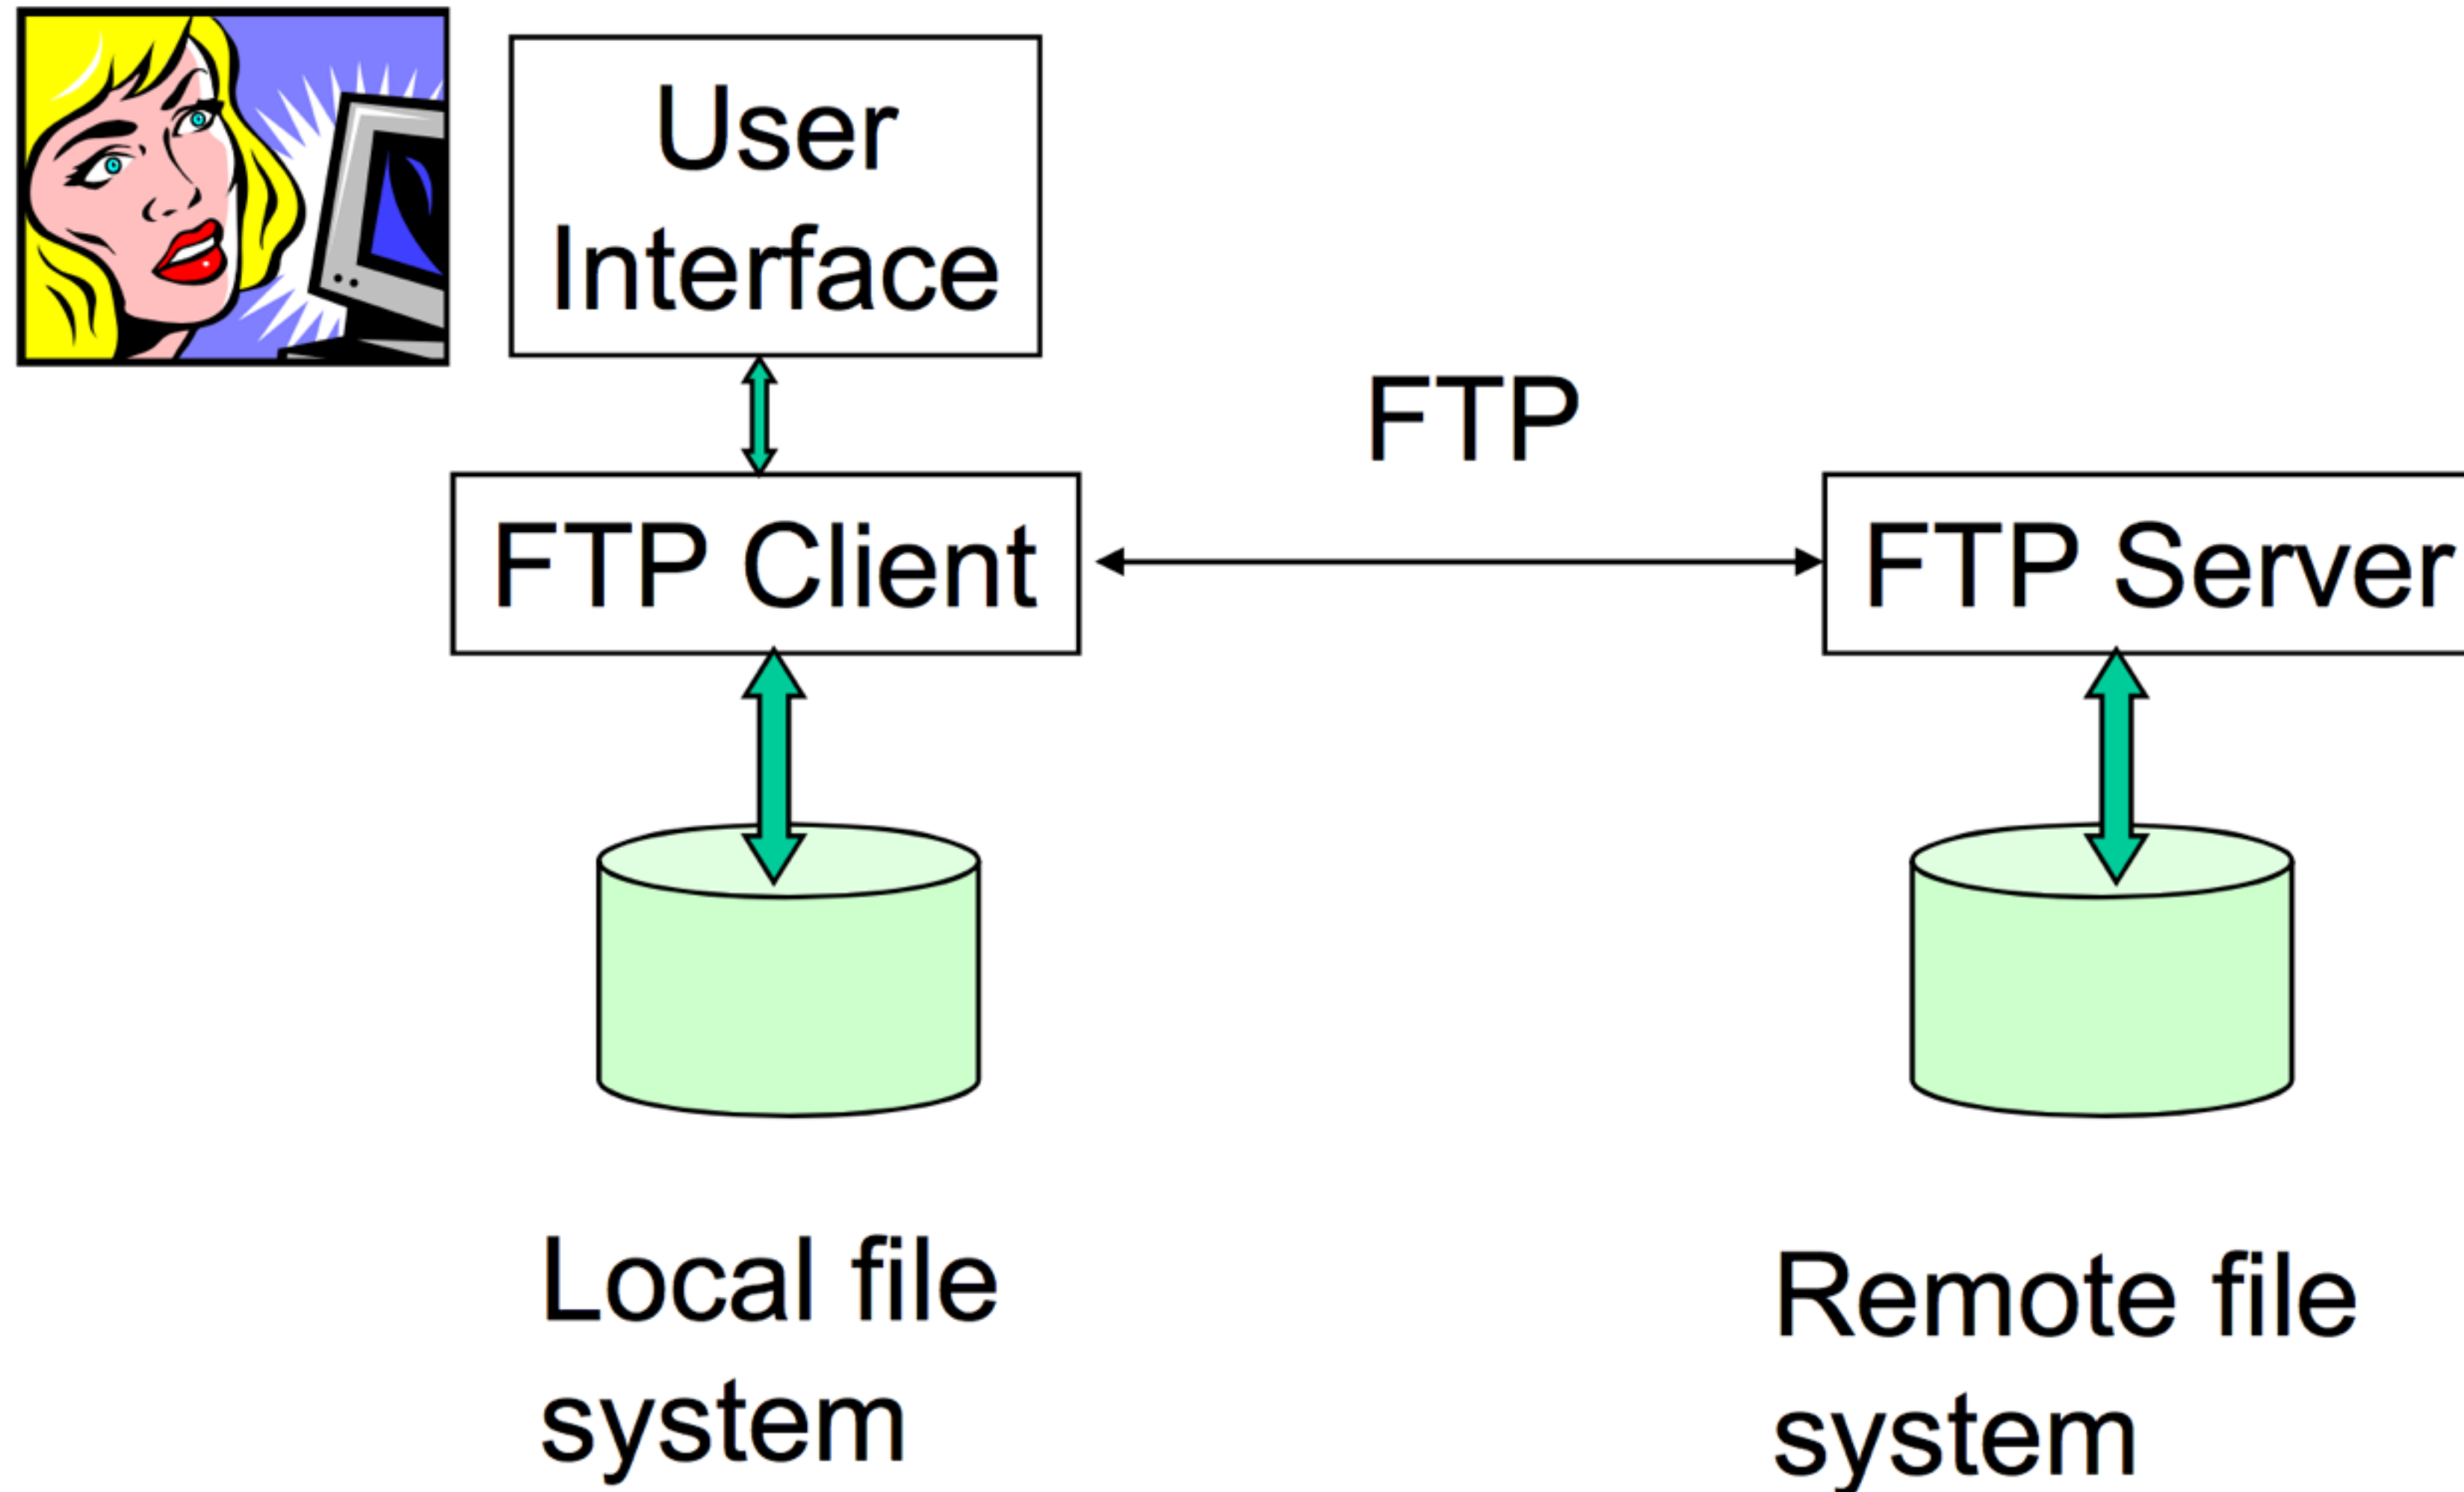 User
Interface
FTP
FTP Client
FTP Server
Local file
system
Remote file
system